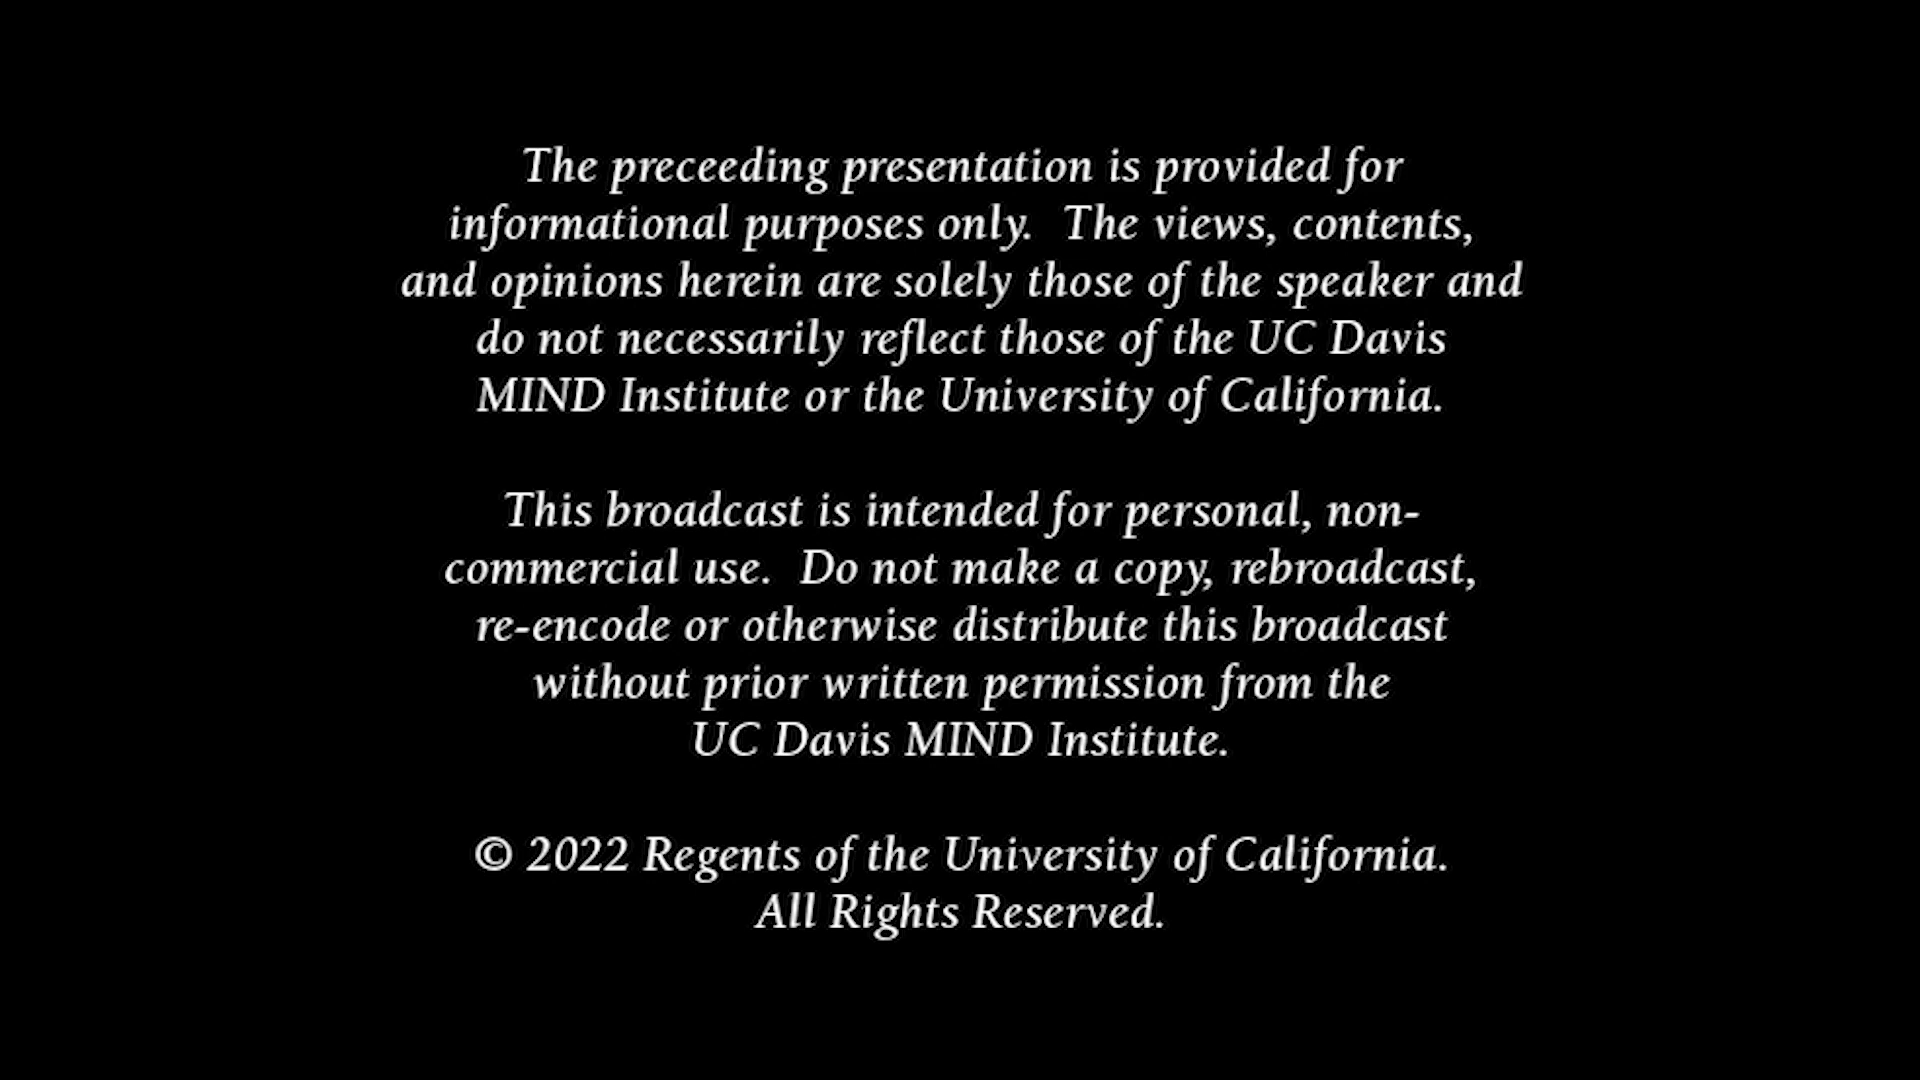 The preceeding presentation is provided for
informational purposes only.  The views, contents,
and opinions herein are solely those of the speaker and
do not necessarily reflect those of the UC Davis
MIND Institute or the University of California.
This broadcast is intended for personal, non-
commercial use.  Do not make a copy, rebroadcast,
re-encode or otherwise distribute this broadcast
without prior written permission from the
UC Davis MIND Institute.
© 2022 Regents of the University of California.
All Rights Reserved.